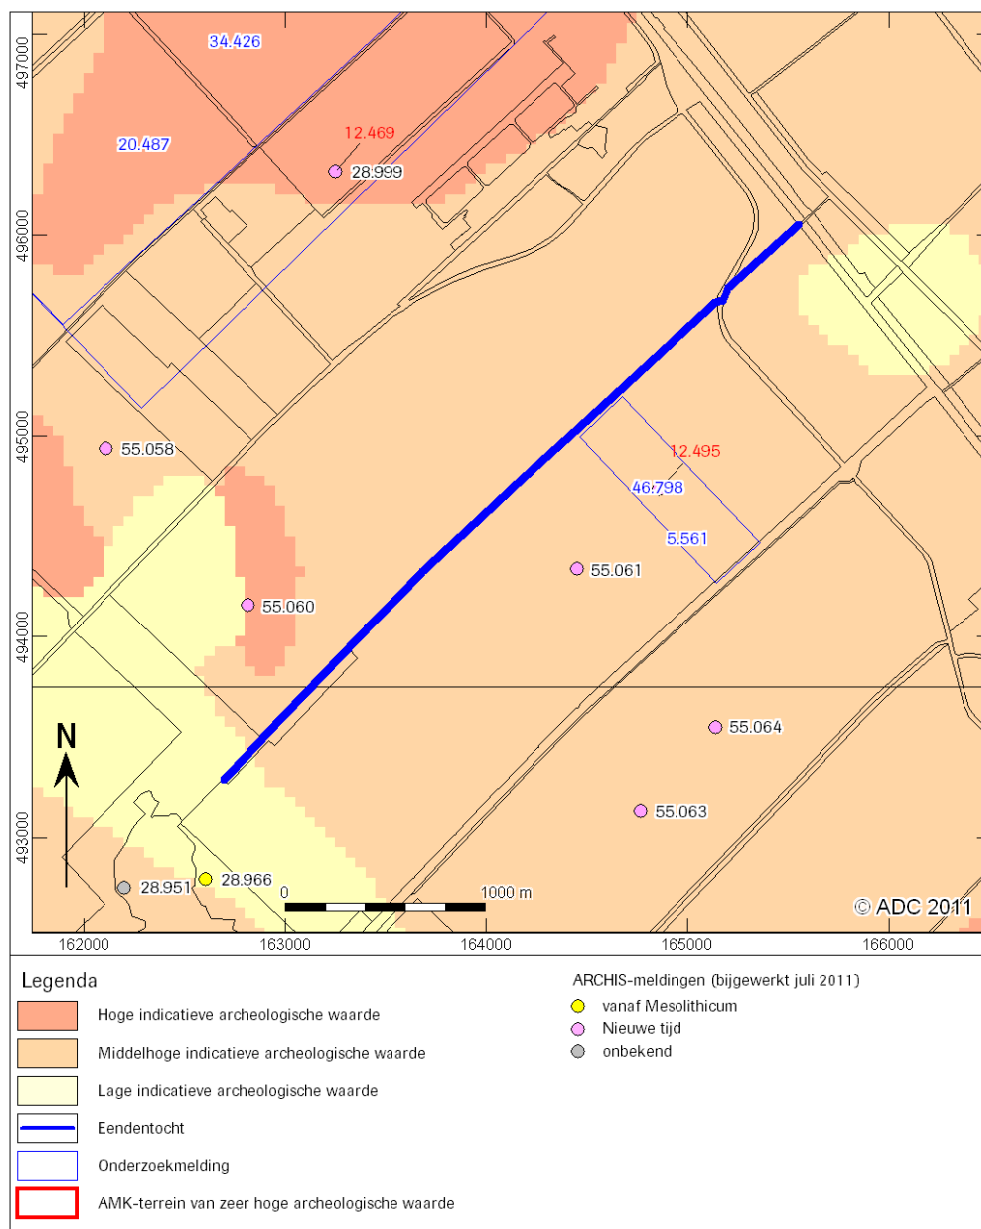 497000
34.426
20.487
12.469
28.999
496000
495000
55.058
12.495
46.798
5.561
55.061
55.060
494000
55.064
N
55.063
493000
28.951
28.966
0 1000 m
© ADC 2011
162000 163000 164000 165000 166000
Legenda
Hoge indicatieve archeologische waarde
Middelhoge indicatieve archeologische waarde
Lage indicatieve archeologische waarde
Eendentocht
Onderzoekmelding
AMK-terrein van zeer hoge archeologische waarde
ARCHIS-meldingen (bijgewerkt juli 2011)
vanaf Mesolithicum
Nieuwe tijd
onbekend